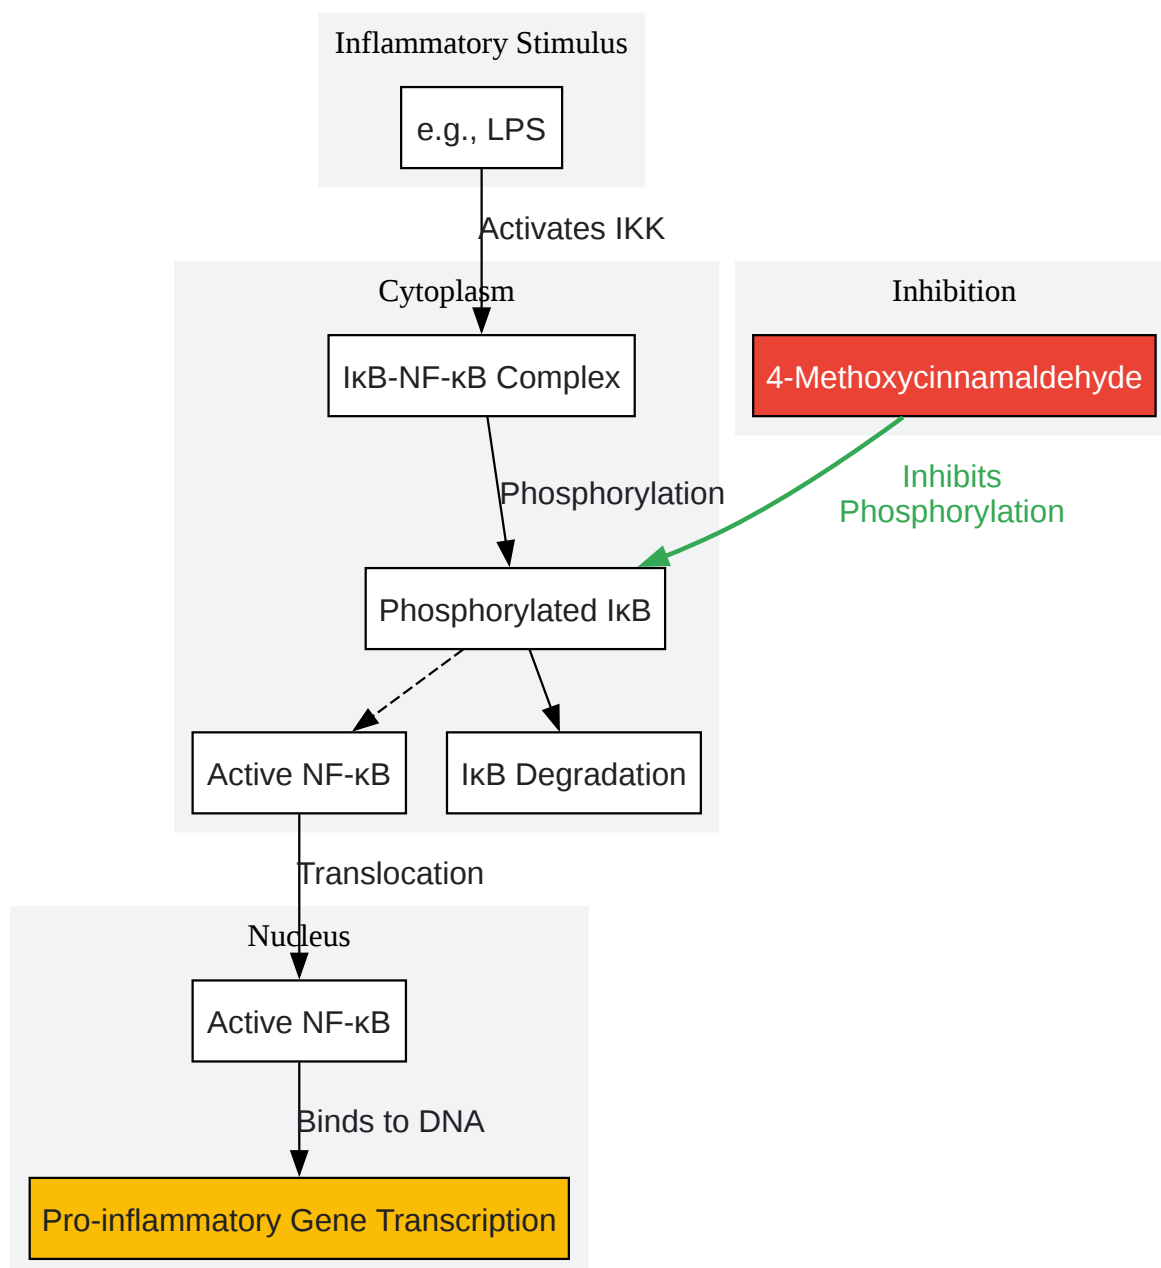 Inflammatory Stimulus
e.g., LPS
Activates IKK
Cytoplasm
Inhibition
IκB-NF-κB Complex
4-Methoxycinnamaldehyde
Phosphorylation
Inhibits
Phosphorylation
Phosphorylated IκB
Active NF-κB
IκB Degradation
Translocation
Nucleus
Active NF-κB
Binds to DNA
Pro-inflammatory Gene Transcription